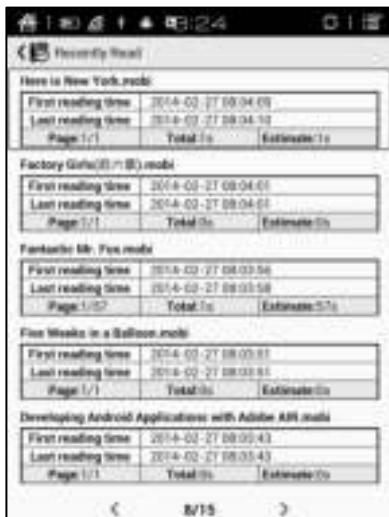 8:24
Recently Read
Here is New York.mobi
First reading time 2014-02-27 08:04:09
Last reading time 2014-02-27 08:04:10
Page:1/1 Total:1s Estimate:1s
Factory Girls .mobi
First reading time 2014-02-27 08:04:01
Last reading time 2014-02-27 08:04:01
Page:1/1 Total:0s Estimate:0s
Fantastic Mr. Fox.mobi
First reading time 2014-02-27 08:03:56
Last reading time 2014-02-27 08:03:58
Page:1/57 Total:1s Estimate:57s
Five Weeks in a Balloon.mobi
First reading time 2014-02-27 08:03:51
Last reading time 2014-02-27 08:03:51
Page:1/1 Total:0s Estimate:0s
Developing Android Applications with Adobe AIR.mobi
First reading time 2014-02-27 08:03:43
Last reading time 2014-02-27 08:03:43
Page:1/1 Total:0s Estimate:0s
8/15